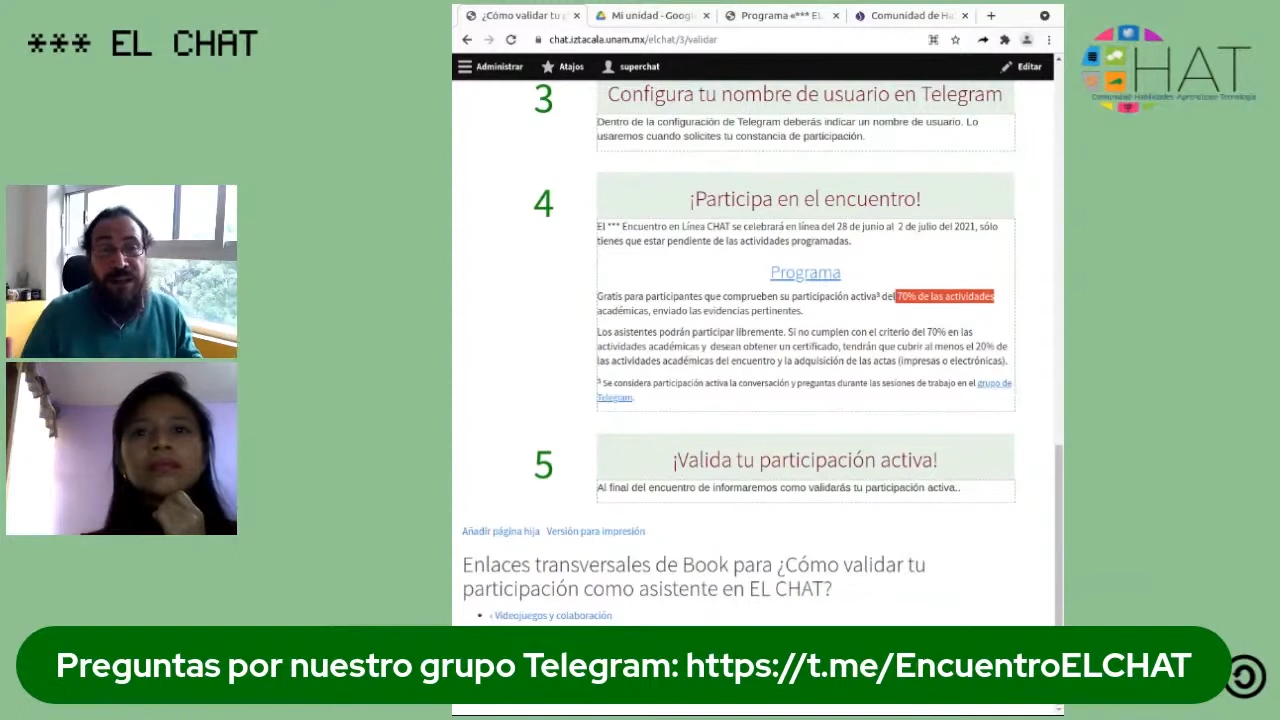 *** EL CHAT
¿Cómo validar tu p
Mi unidad - Google
Programa «*** EL
Comunidad de Ha
chat.iztacala.unam.mx/elchat/3/validar
Administrar
Atajos
superchat
Editar
HAT
Comunidad Habilidades Aprendizaje Tecnología
3
Configura tu nombre de usuario en Telegram
Dentro de la configuración de Telegram deberás indicar un nombre de usuario. Lo
usaremos cuando solicites tu constancia de participación.
4
¡Participa en el encuentro!
El *** Encuentro en Línea CHAT se celebrará en línea del 28 de junio al 2 de julio del 2021, sólo
tienes que estar pendiente de las actividades programadas.
Programa
Gratis para participantes que comprueben su participación activa³ del 70% de las actividades
académicas, enviado las evidencias pertinentes.
Los asistentes podrán participar libremente. Si no cumplen con el criterio del 70% en las
actividades académicas y desean obtener un certificado, tendrán que cubrir al menos el 20% de
las actividades académicas del encuentro y la adquisición de las actas (impresas o electrónicas).
³ Se considera participación activa la conversación y preguntas durante las sesiones de trabajo en el grupo de
Telegram.
5
¡Valida tu participación activa!
Al final del encuentro de informaremos como validarás tu participación activa..
Añadir página hija Versión para impresión
Enlaces transversales de Book para ¿Cómo validar tu
participación como asistente en EL CHAT?
‹ Videojuegos y colaboración
Preguntas por nuestro grupo Telegram: https://t.me/EncuentroELCHAT